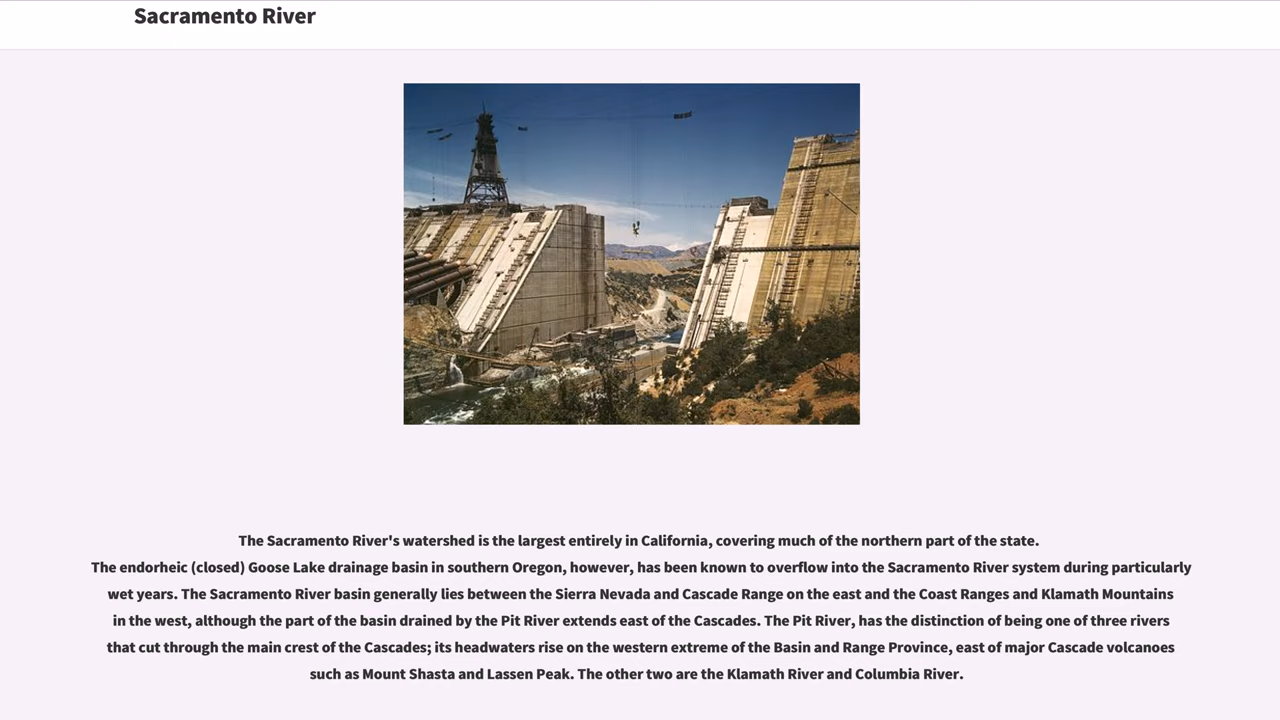 Sacramento River
The Sacramento River's watershed is the largest entirely in California, covering much of the northern part of the state.
The endorheic (closed) Goose Lake drainage basin in southern Oregon, however, has been known to overflow into the Sacramento River system during particularly
wet years. The Sacramento River basin generally lies between the Sierra Nevada and Cascade Range on the east and the Coast Ranges and Klamath Mountains
in the west, although the part of the basin drained by the Pit River extends east of the Cascades. The Pit River, has the distinction of being one of three rivers
that cut through the main crest of the Cascades; its headwaters rise on the western extreme of the Basin and Range Province, east of major Cascade volcanoes
such as Mount Shasta and Lassen Peak. The other two are the Klamath River and Columbia River.